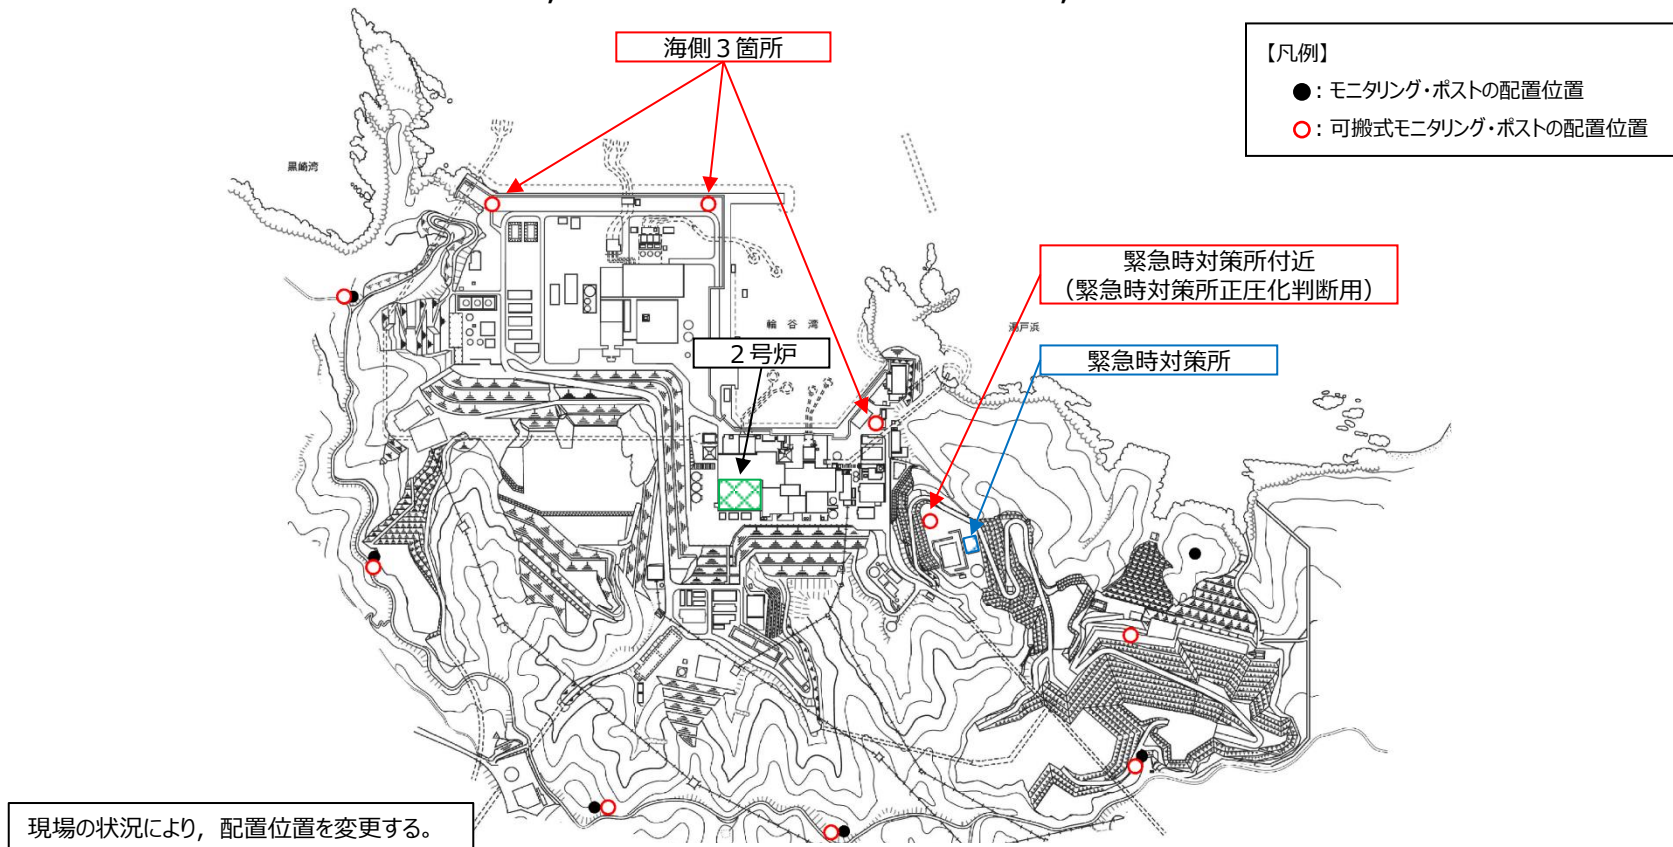 海側３箇所
【凡例】
●：モニタリング・ポストの配置位置
○：可搬式モニタリング・ポストの配置位置
黒崎湾
緊急時対策所付近
（緊急時対策所正圧化判断用）
輪谷湾
湯戸浜
２号炉
緊急時対策所
現場の状況により，配置位置を変更する。